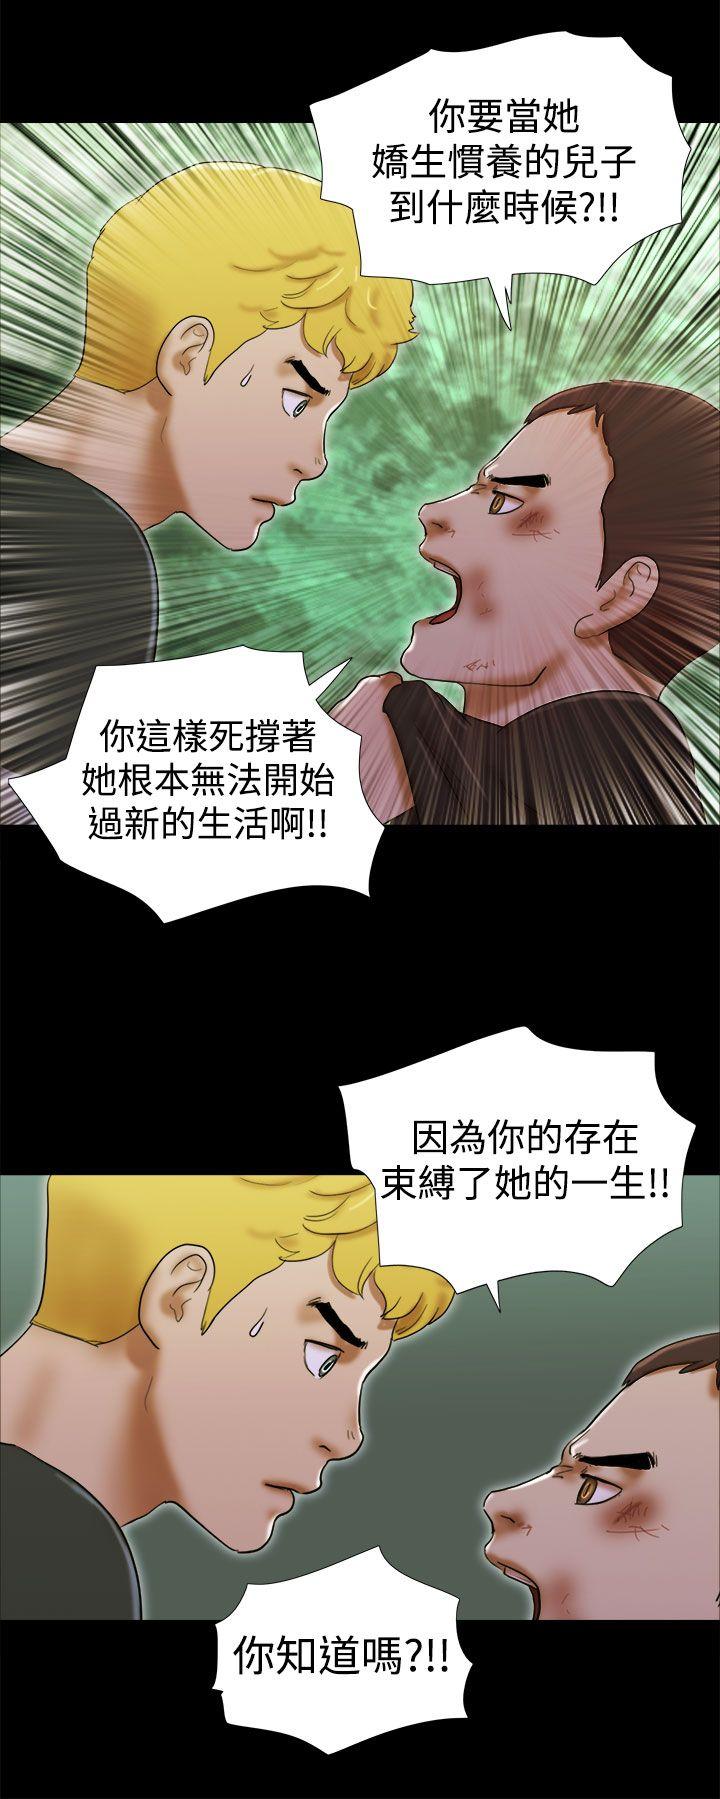 你要當她
嬌生慣養的兒子
到什麼時候?!!
你這樣死撐著
她根本無法開始
過新的生活啊!!
因為你的存在
束縛了她的一生!!
你知道嗎?!!